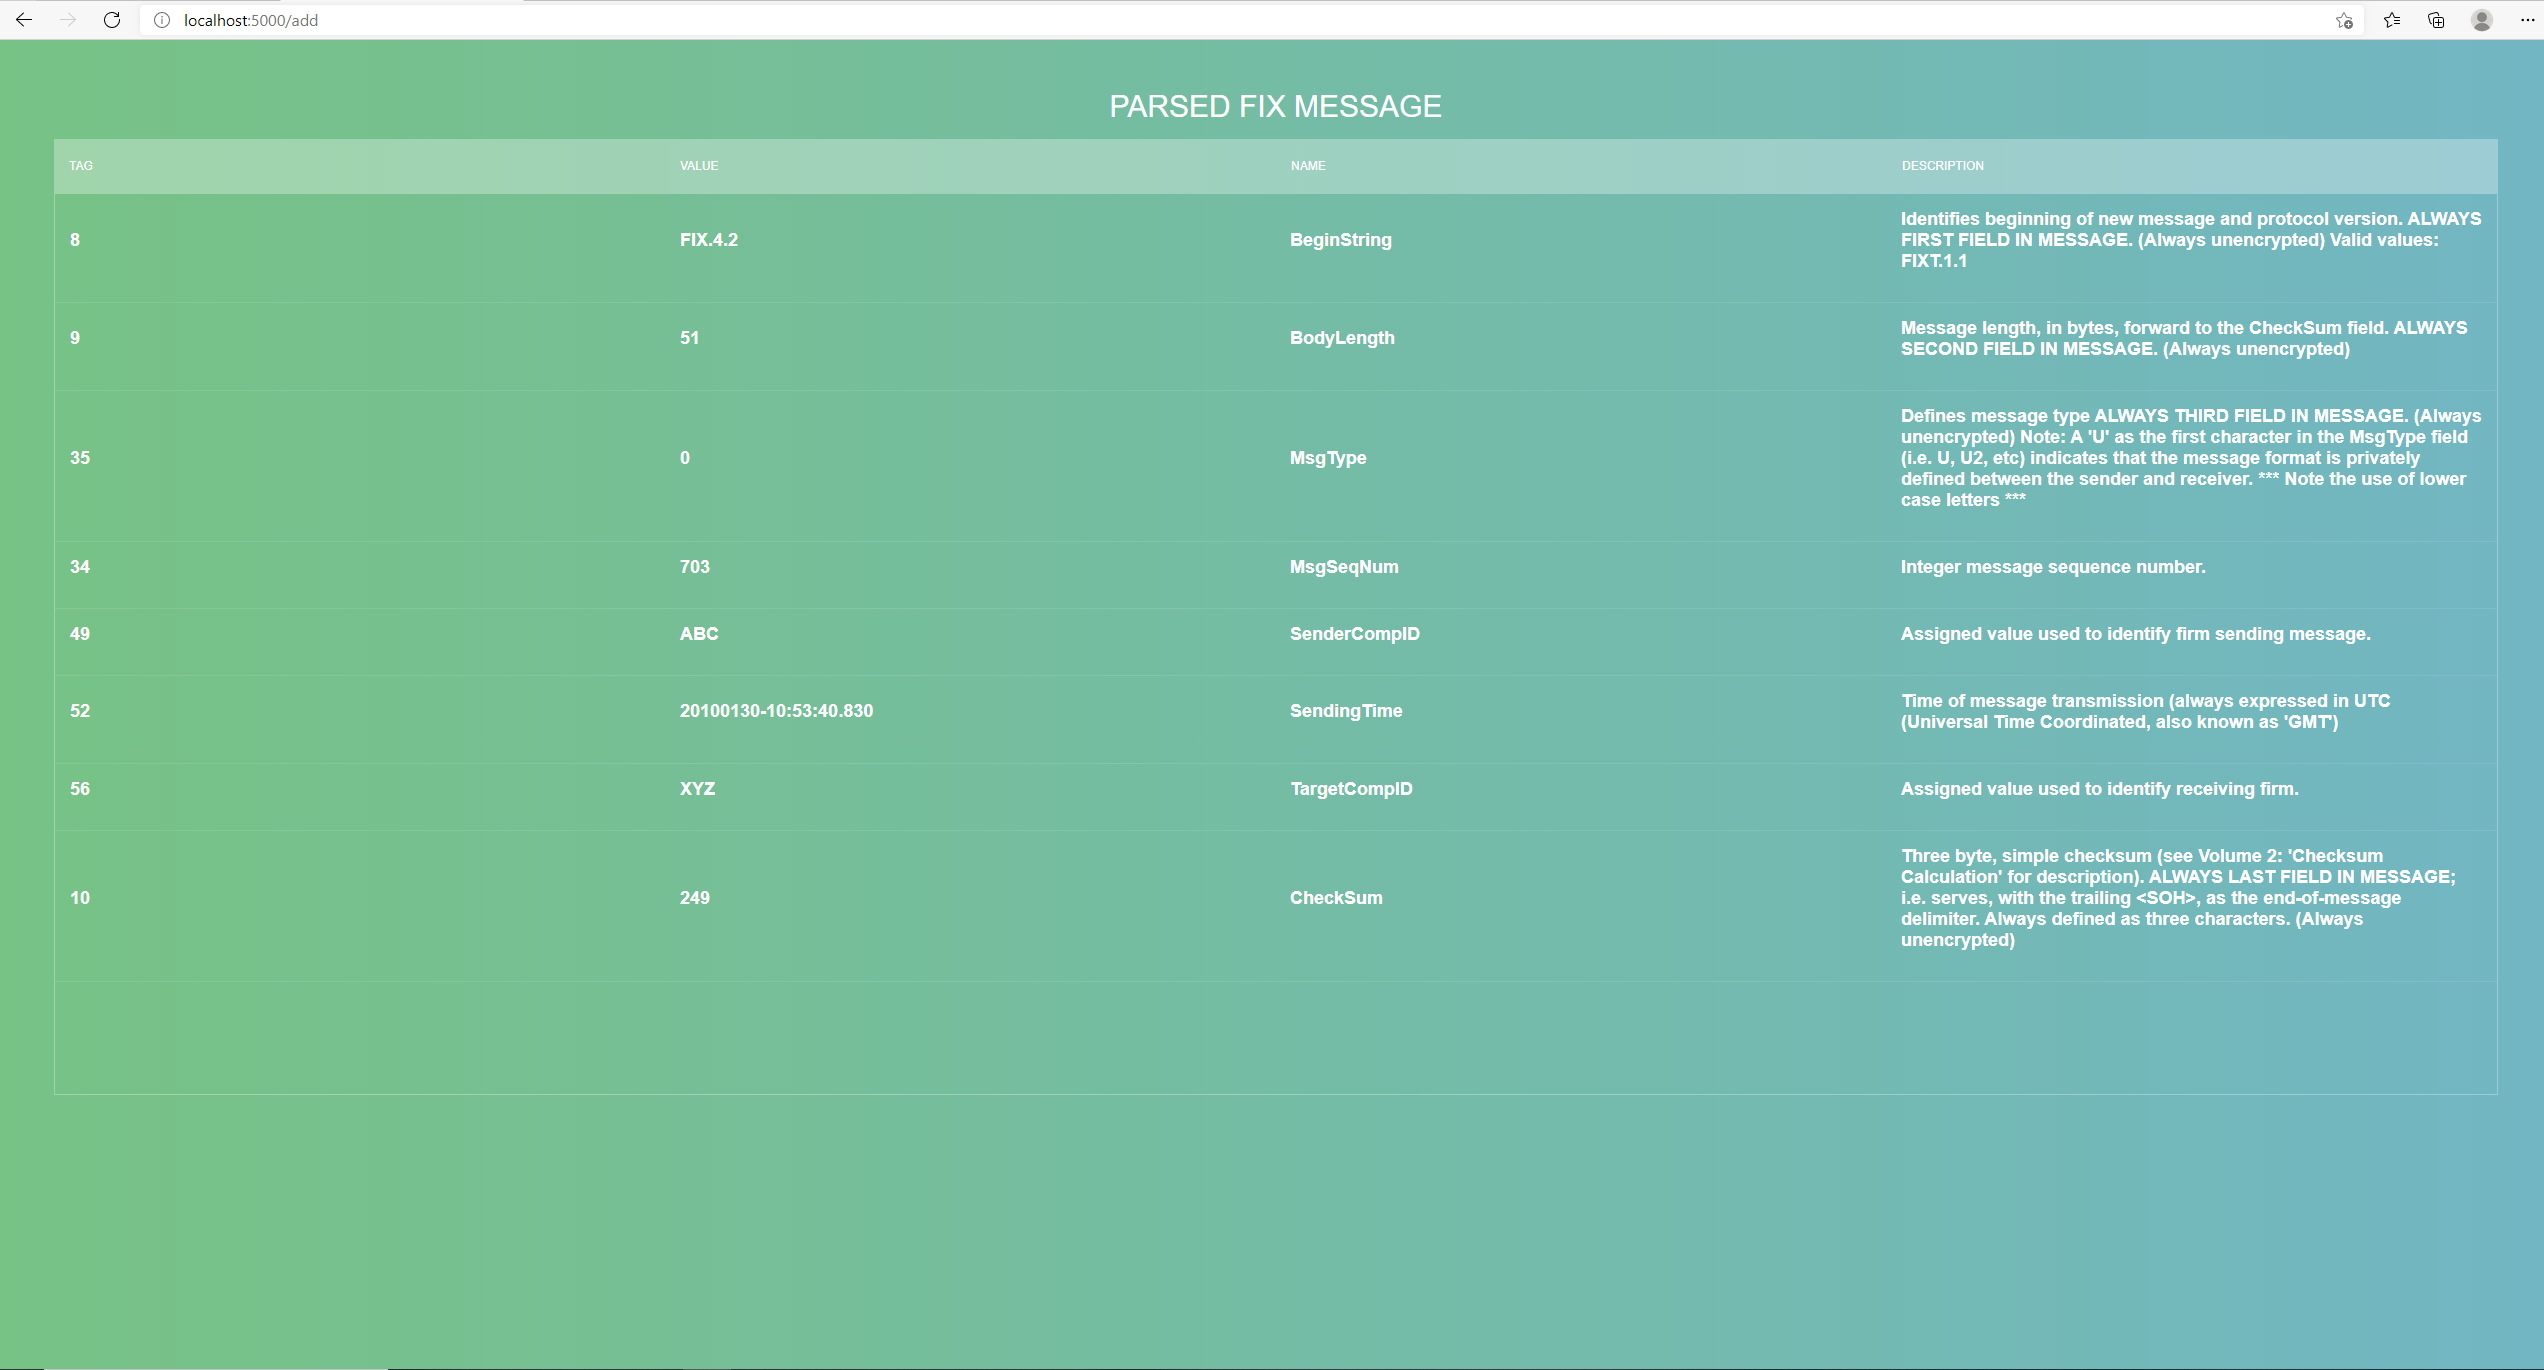 localhost:5000/add
PARSED FIX MESSAGE
TAG VALUE NAME DESCRIPTION
8 FIX.4.2 BeginString Identifies beginning of new message and protocol version. ALWAYS
FIRST FIELD IN MESSAGE. (Always unencrypted) Valid values:
FIXT.1.1
9 51 BodyLength Message length, in bytes, forward to the CheckSum field. ALWAYS
SECOND FIELD IN MESSAGE. (Always unencrypted)
35 0 MsgType Defines message type ALWAYS THIRD FIELD IN MESSAGE. (Always
unencrypted) Note: A 'U' as the first character in the MsgType field
(i.e. U, U2, etc) indicates that the message format is privately
defined between the sender and receiver. *** Note the use of lower
case letters ***
34 703 MsgSeqNum Integer message sequence number.
49 ABC SenderCompID Assigned value used to identify firm sending message.
52 20100130-10:53:40.830 SendingTime Time of message transmission (always expressed in UTC
(Universal Time Coordinated, also known as 'GMT')
56 XYZ TargetCompID Assigned value used to identify receiving firm.
10 249 CheckSum Three byte, simple checksum (see Volume 2: 'Checksum
Calculation' for description). ALWAYS LAST FIELD IN MESSAGE;
i.e. serves, with the trailing <SOH>, as the end-of-message
delimiter. Always defined as three characters. (Always
unencrypted)